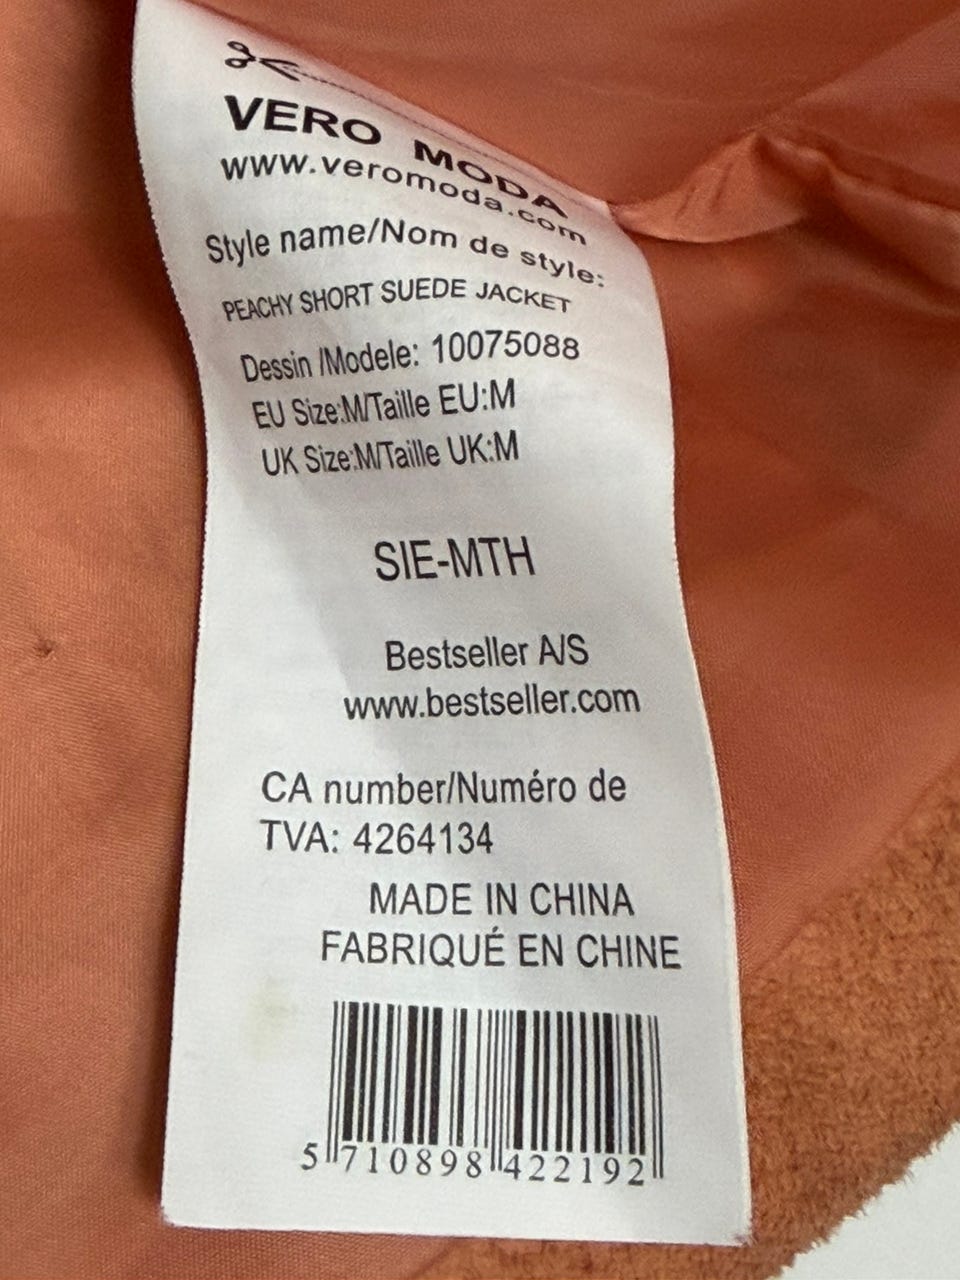 VERO MODA
www.veromoda.com
Style name/Nom de style:
PEACHY SHORT SUEDE JACKET
Dessin /Modele: 10075088
EU Size:M/Taille EU:M
UK Size:M/Taille UK:M
SIE-MTH
Bestseller A/S
www.bestseller.com
CA number/Numéro de
TVA: 4264134
MADE IN CHINA
FABRIQUÉ EN CHINE
5 710898 422192